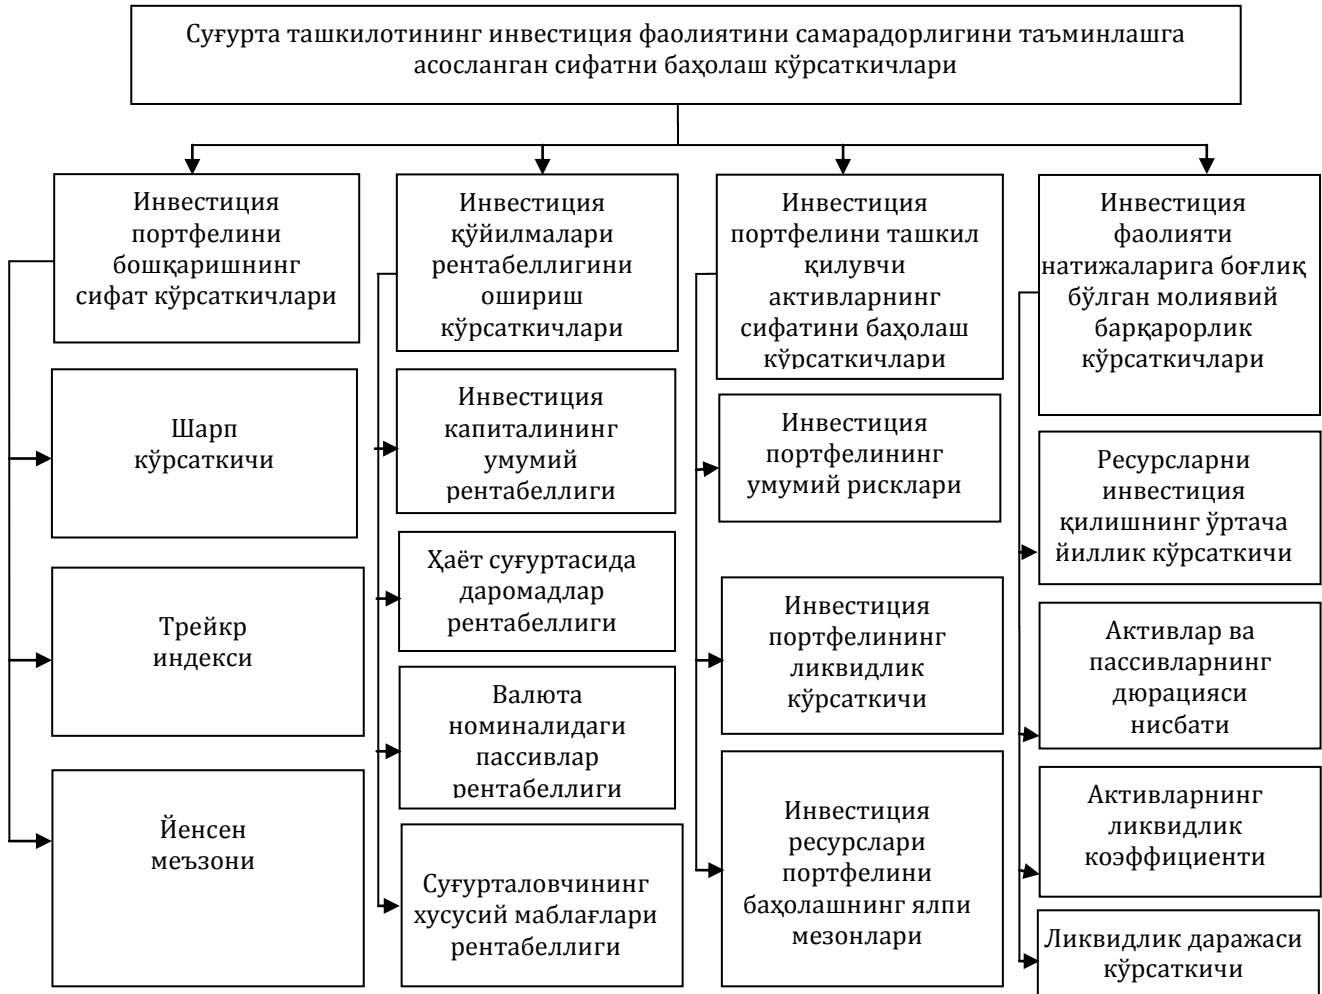 Суғурта ташкилотининг инвестиция фаолиятини самарадорлигини таъминлашга
асосланган сифатни баҳолаш кўрсаткичлари
Инвестиция
портфелини
бошқаришнинг
сифат кўрсаткичлари
Шарп
кўрсаткичи
Трейкр
индекси
Йенсен
меъзони
Инвестиция
қўйилмалари
рентабеллигини
ошириш
кўрсаткичлари
Инвестиция
капиталининг
умумий
рентабеллиги
Ҳаёт суғуртасида
даромадлар
рентабеллиги
Валюта
номиналидаги
пассивлар
рентабеллиги
Суғурталовчининг
хусусий маблағлари
рентабеллиги
Инвестиция
портфелини ташкил
қилувчи
активларнинг
сифатини баҳолаш
кўрсаткичлари
Инвестиция
портфелининг
умумий рисклари
Инвестиция
портфелининг
ликвидлик
кўрсаткичи
Инвестиция
ресурслари
портфелини
баҳолашнинг ялпи
мезонлари
Инвестиция
фаолияти
натижаларига боғлиқ
бўлган молиявий
барқарорлик
кўрсаткичлари
Ресурсларни
инвестиция
қилишнинг ўртача
йиллик кўрсаткичи
Активлар ва
пассивларнинг
дюрацияси
нисбати
Активларнинг
ликвидлик
коэффициенти
Ликвидлик даражаси
кўрсаткичи